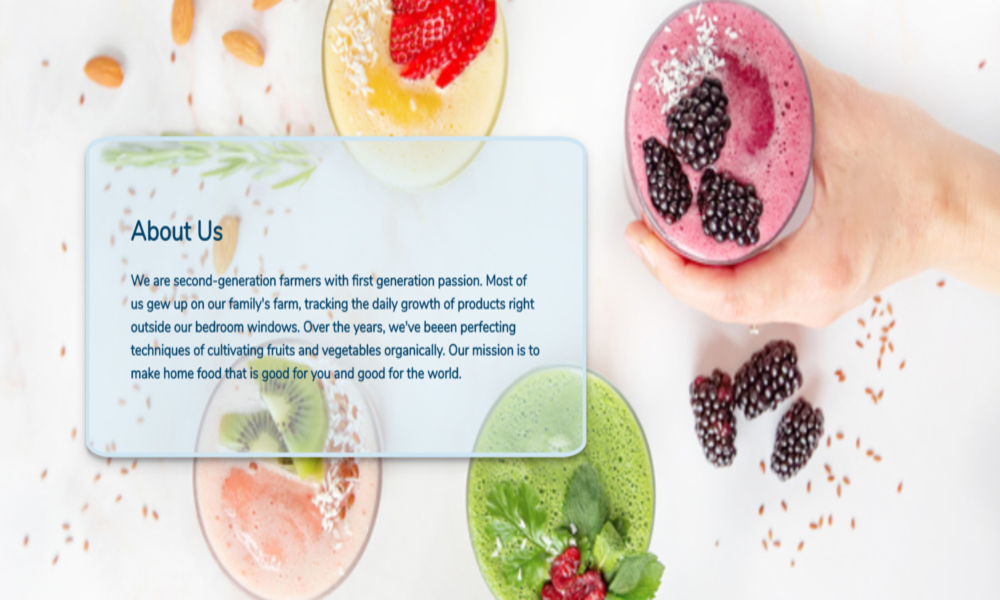 About Us
We are second-generation farmers with first generation passion. Most of
us gew up on our family's farm, tracking the daily growth of products right
outside our bedroom windows. Over the years, we've beeen perfecting
techniques of cultivating fruits and vegetables organically. Our mission is to
make home food that is good for you and good for the world.